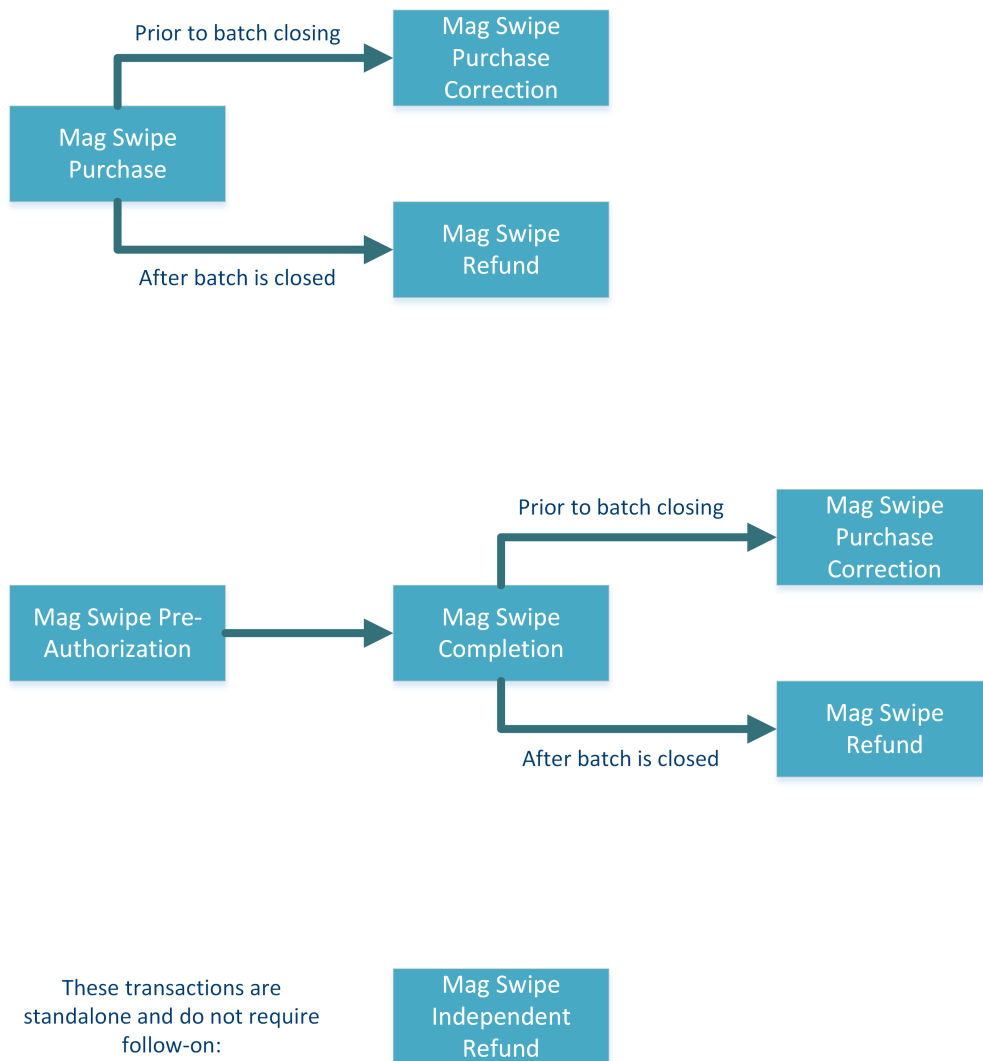 Prior to batch closing
Mag Swipe
Purchase
Correction
Mag Swipe
Purchase
Mag Swipe
Refund
After batch is closed
Prior to batch closing
Mag Swipe
Purchase
Correction
Mag Swipe Pre-
Authorization
Mag Swipe
Completion
Mag Swipe
Refund
After batch is closed
These transactions are
standalone and do not require
follow-on:
Mag Swipe
Independent
Refund